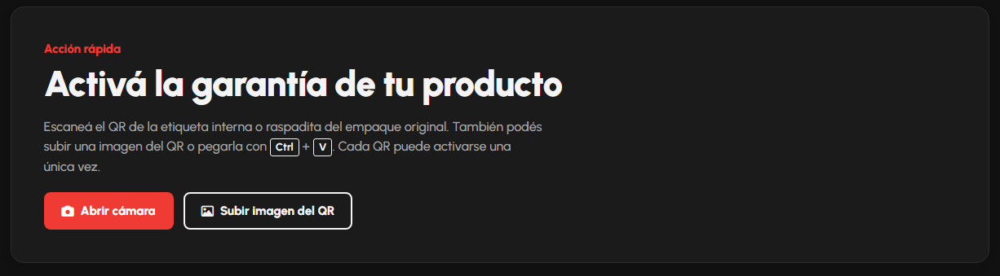 Acción rápida
Activá la garantía de tu producto
Escaneá el QR de la etiqueta interna o raspadita del empaque original. También podés
subir una imagen del QR o pegarla con Ctrl + V. Cada QR puede activarse una
única vez.
Abrir cámara
Subir imagen del QR